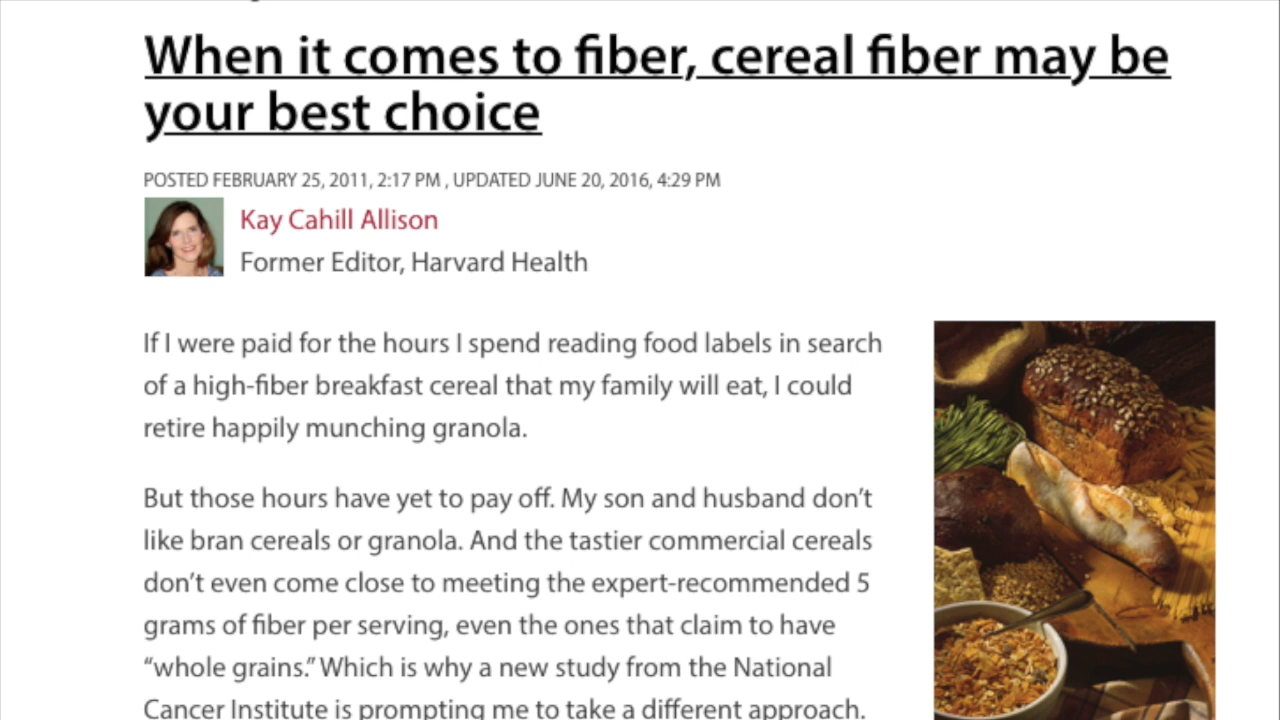 When it comes to fiber, cereal fiber may be
your best choice
POSTED FEBRUARY 25, 2011, 2:17 PM , UPDATED JUNE 20, 2016, 4:29 PM
Kay Cahill Allison
Former Editor, Harvard Health
If I were paid for the hours I spend reading food labels in search
of a high-fiber breakfast cereal that my family will eat, I could
retire happily munching granola.
But those hours have yet to pay off. My son and husband don’t
like bran cereals or granola. And the tastier commercial cereals
don’t even come close to meeting the expert-recommended 5
grams of fiber per serving, even the ones that claim to have
“whole grains.” Which is why a new study from the National
Cancer Institute is prompting me to take a different approach.